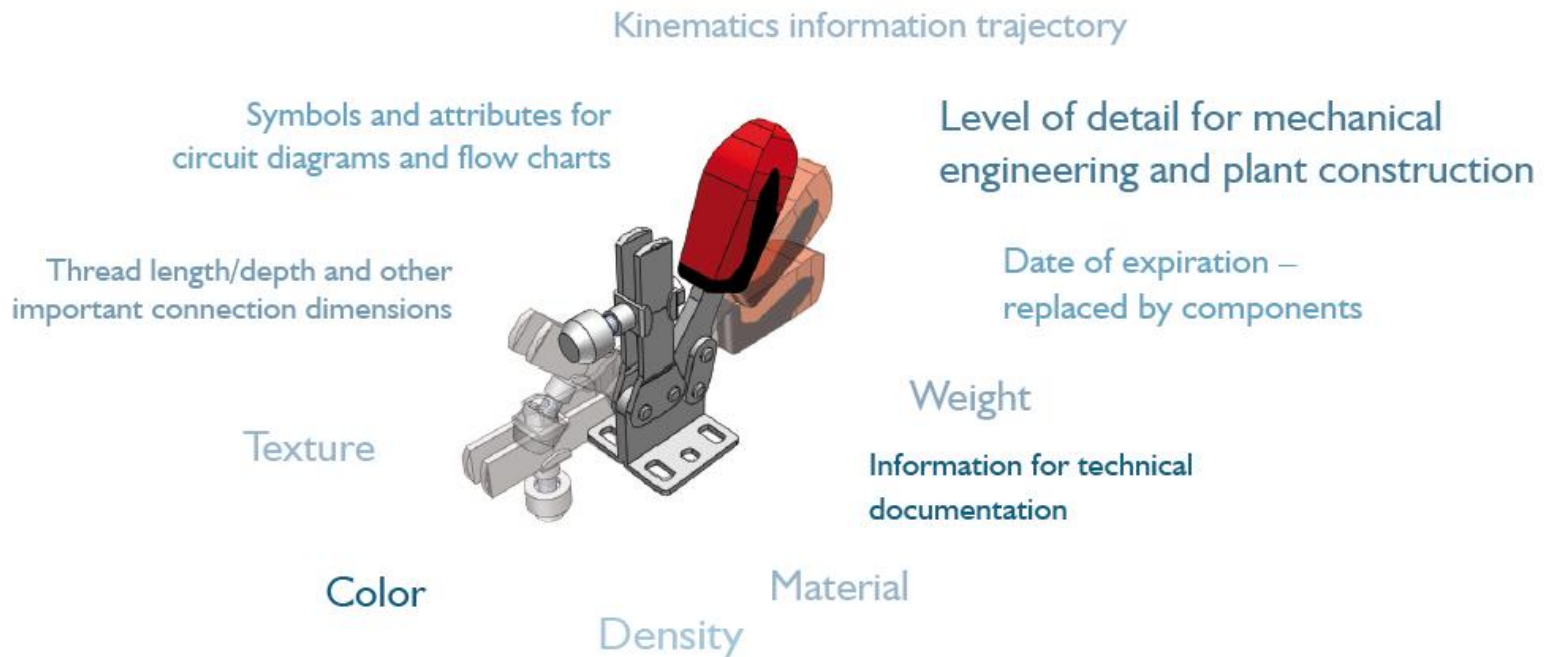 Kinematics information trajectory
Symbols and attributes for
circuit diagrams and flow charts
Level of detail for mechanical
engineering and plant construction
Thread length/depth and other
important connection dimensions
Date of expiration –
replaced by components
Weight
Texture
Information for technical
documentation
Color
Material
Density